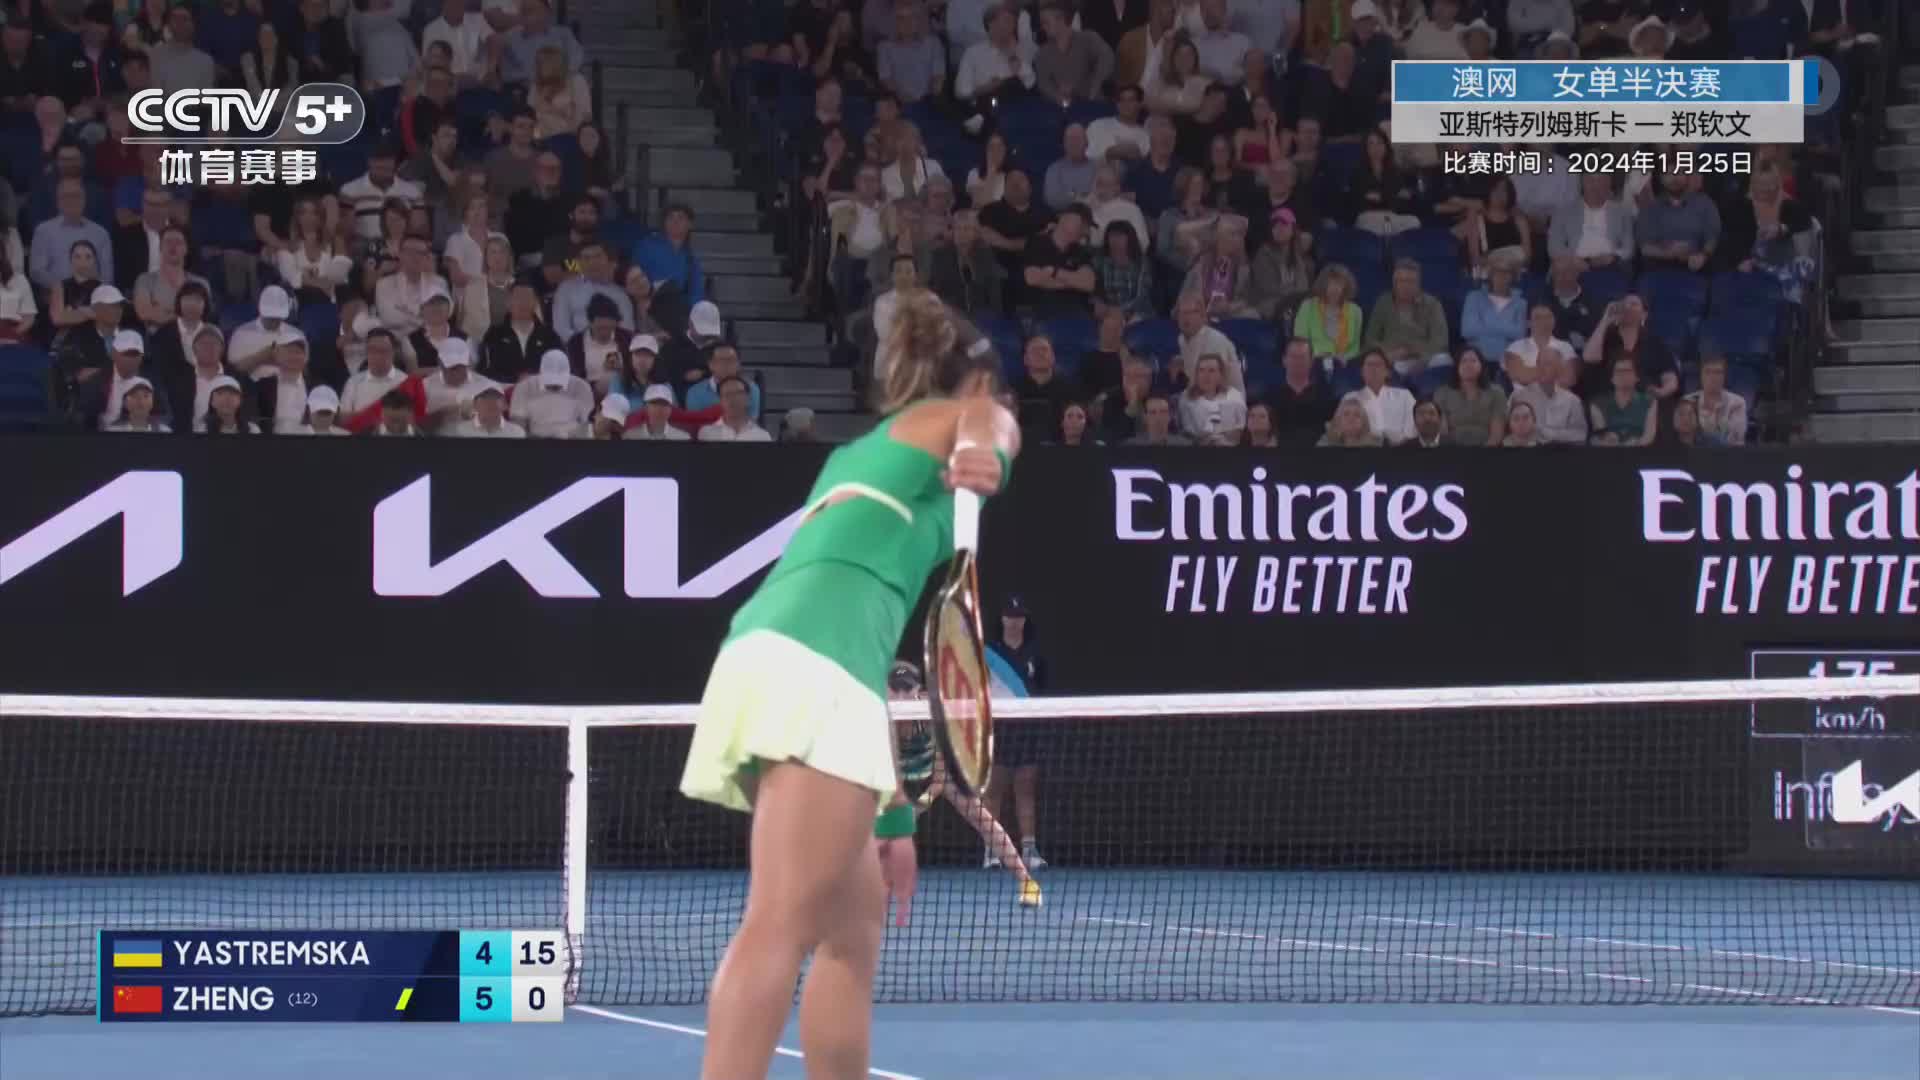 CCTV 5+
体育赛事
澳网 女单半决赛
亚斯特列姆斯卡 — 郑钦文
比赛时间：2024年1月25日
KIA
Emirates
FLY BETTER
Emirat
FLY BETTE
175
km/h
YASTREMSKA 4 15
ZHENG (12) 5 0